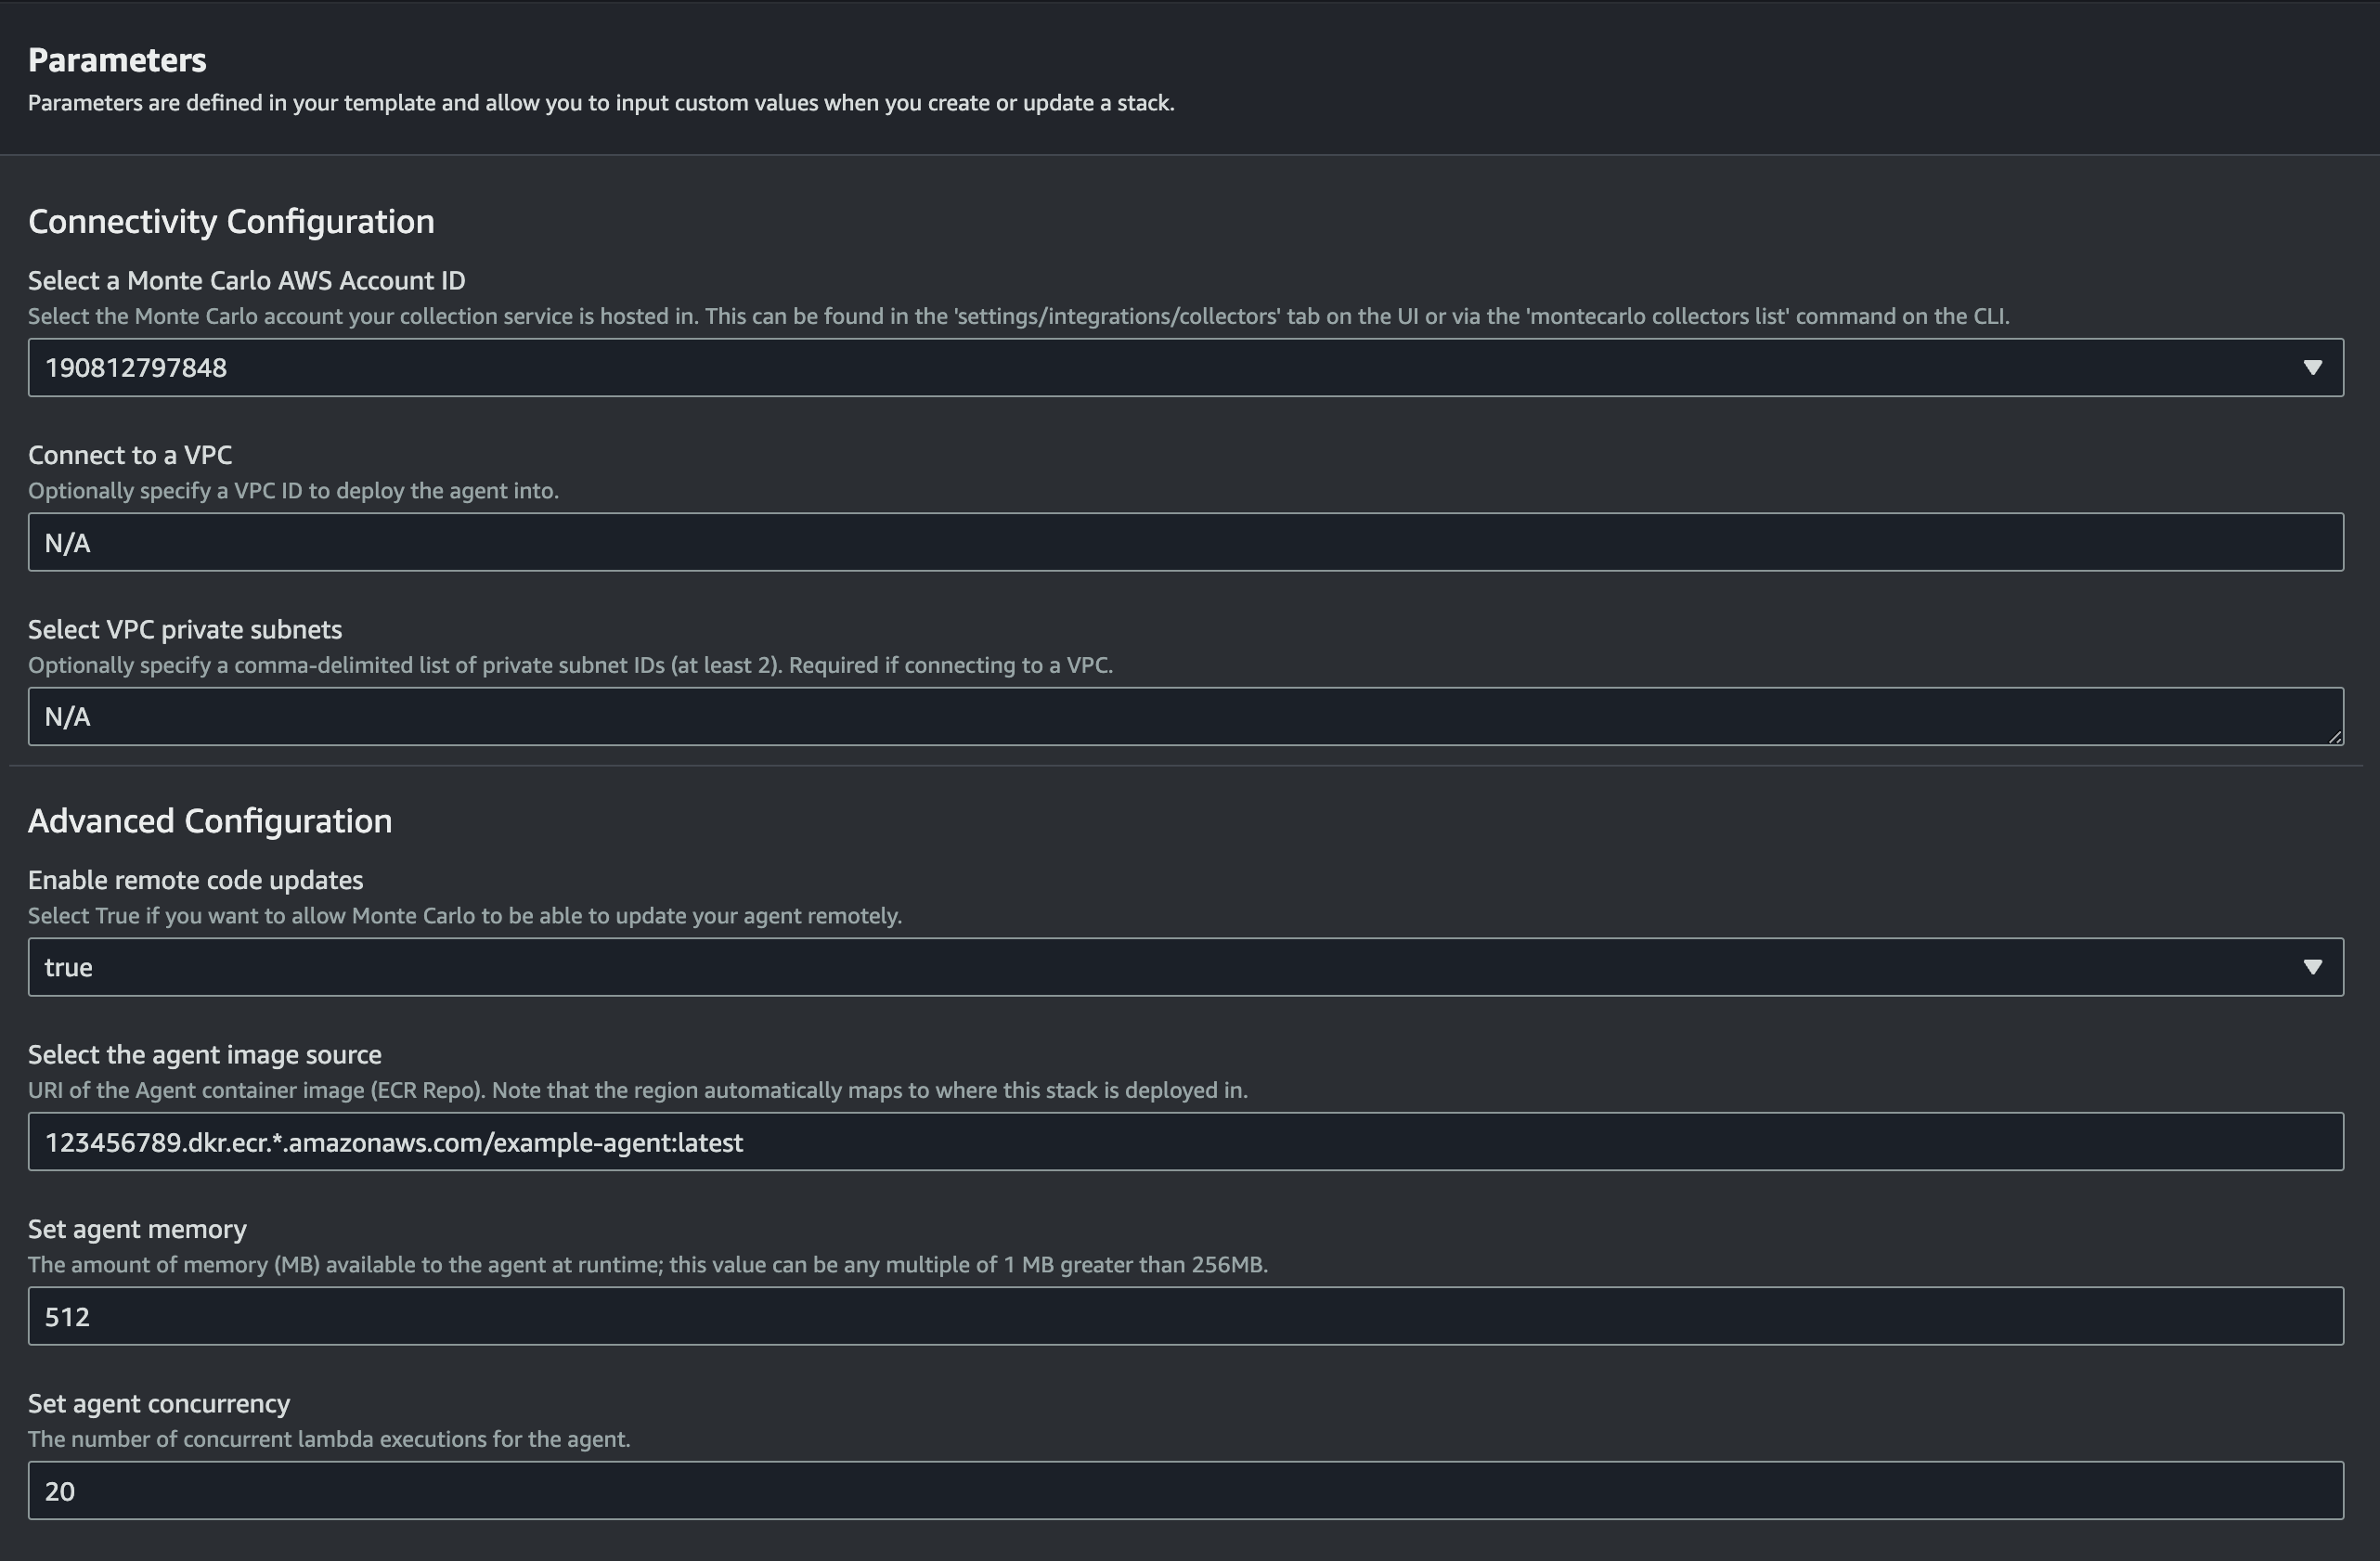 Parameters
Parameters are defined in your template and allow you to input custom values when you create or update a stack.
Connectivity Configuration
Select a Monte Carlo AWS Account ID
Select the Monte Carlo account your collection service is hosted in. This can be found in the 'settings/integrations/collectors' tab on the UI or via the 'montecarlo collectors list' command on the CLI.
190812797848
Connect to a VPC
Optionally specify a VPC ID to deploy the agent into.
N/A
Select VPC private subnets
Optionally specify a comma-delimited list of private subnet IDs (at least 2). Required if connecting to a VPC.
N/A
Advanced Configuration
Enable remote code updates
Select True if you want to allow Monte Carlo to be able to update your agent remotely.
true
Select the agent image source
URI of the Agent container image (ECR Repo). Note that the region automatically maps to where this stack is deployed in.
123456789.dkr.ecr.*.amazonaws.com/example-agent:latest
Set agent memory
The amount of memory (MB) available to the agent at runtime; this value can be any multiple of 1 MB greater than 256MB.
512
Set agent concurrency
The number of concurrent lambda executions for the agent.
20